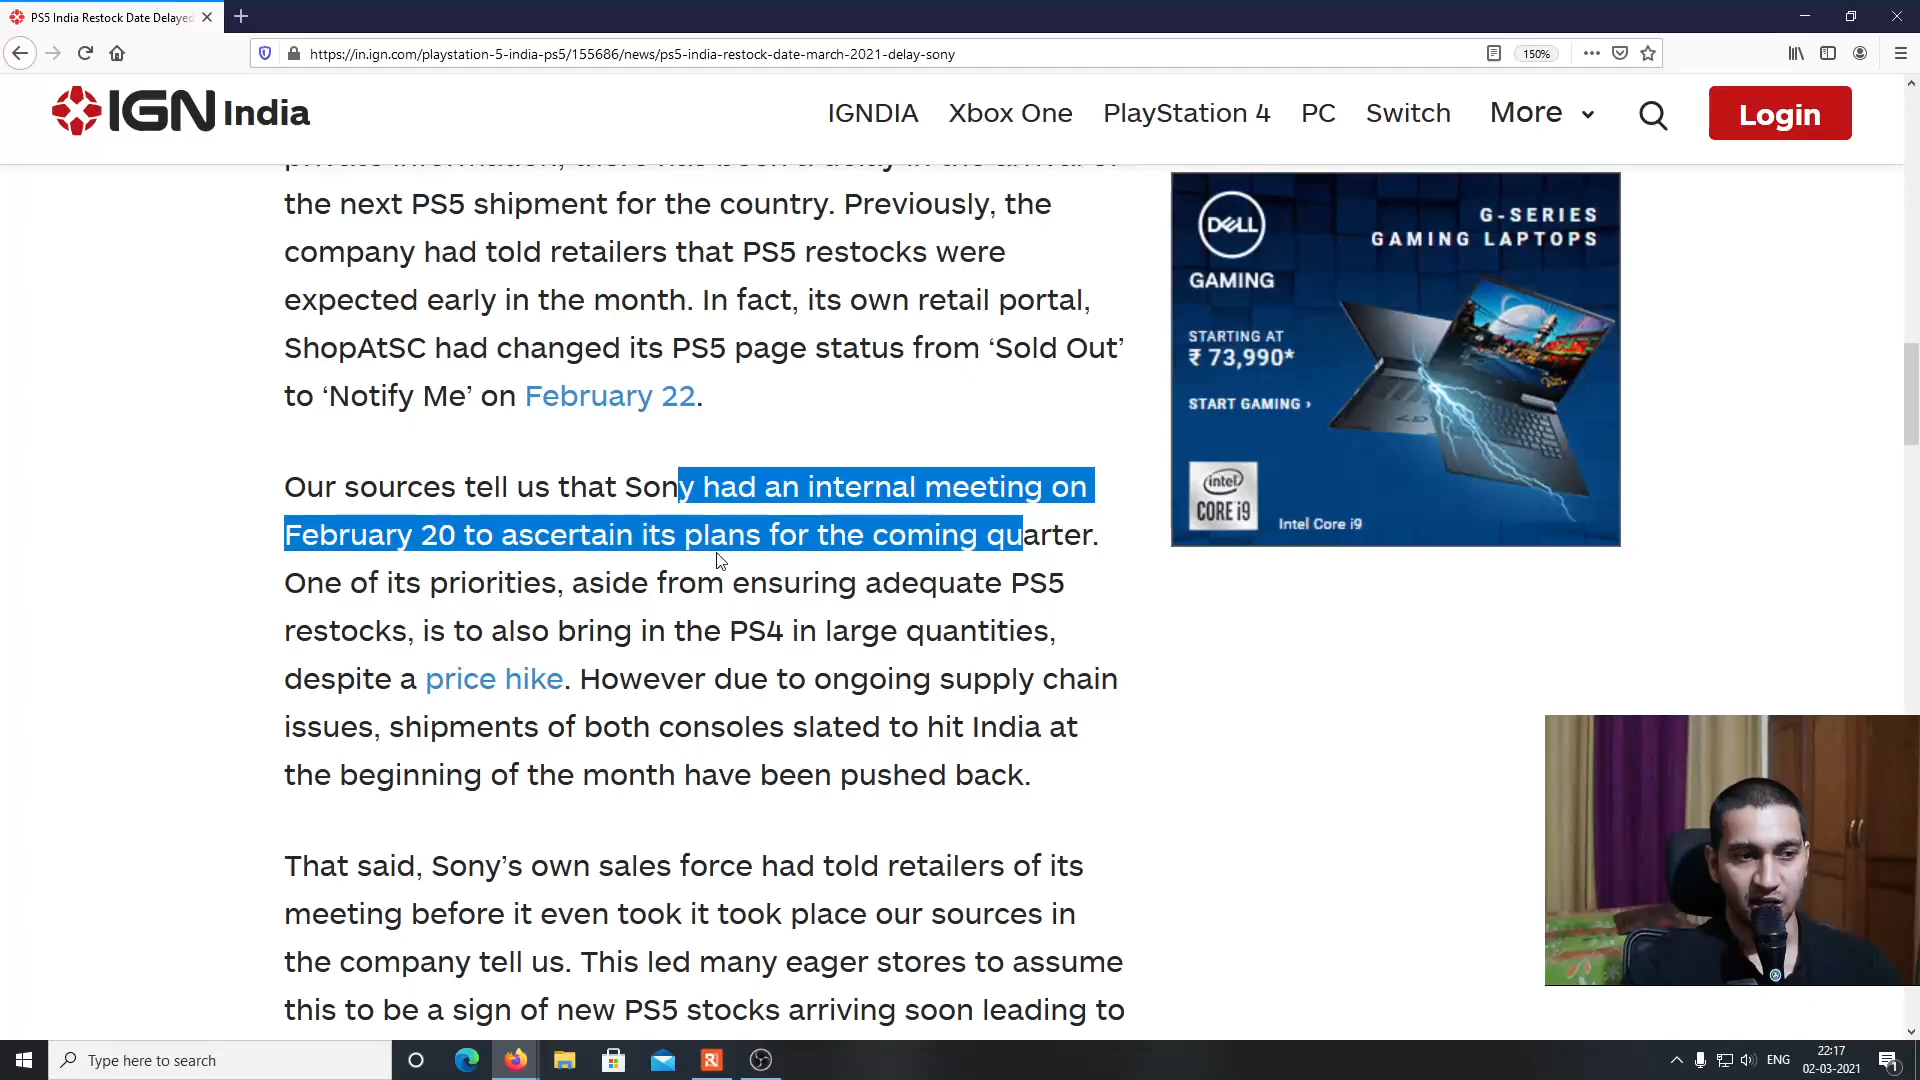 PS5 India Restock Date Delayed
https://in.ign.com/playstation-5-india-ps5/155686/news/ps5-india-restock-date-march-2021-delay-sony
150%
IGN India
IGNDIA
Xbox One
PlayStation 4
PC
Switch
More
Login
private information, there has been a delay in the arrival of
the next PS5 shipment for the country. Previously, the
company had told retailers that PS5 restocks were
expected early in the month. In fact, its own retail portal,
ShopAtSC had changed its PS5 page status from ‘Sold Out’
to ‘Notify Me’ on February 22.
Our sources tell us that Sony had an internal meeting on
February 20 to ascertain its plans for the coming quarter.
One of its priorities, aside from ensuring adequate PS5
restocks, is to also bring in the PS4 in large quantities,
despite a price hike. However due to ongoing supply chain
issues, shipments of both consoles slated to hit India at
the beginning of the month have been pushed back.
That said, Sony’s own sales force had told retailers of its
meeting before it even took it took place our sources in
the company tell us. This led many eager stores to assume
this to be a sign of new PS5 stocks arriving soon leading to
DELL
GAMING
G-SERIES
GAMING LAPTOPS
STARTING AT
₹ 73,990*
START GAMING ›
intel
CORE i9
Intel Core i9
Type here to search
ENG
22:17
02-03-2021
1